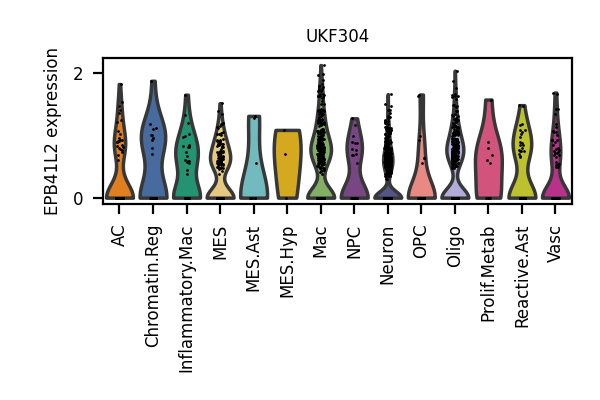 UKF304
EPB41L2 expression
2
0
AC
Chromatin.Reg
Inflammatory.Mac
MES
MES.Ast
MES.Hyp
Mac
NPC
Neuron
OPC
Oligo
Prolif.Metab
Reactive.Ast
Vasc